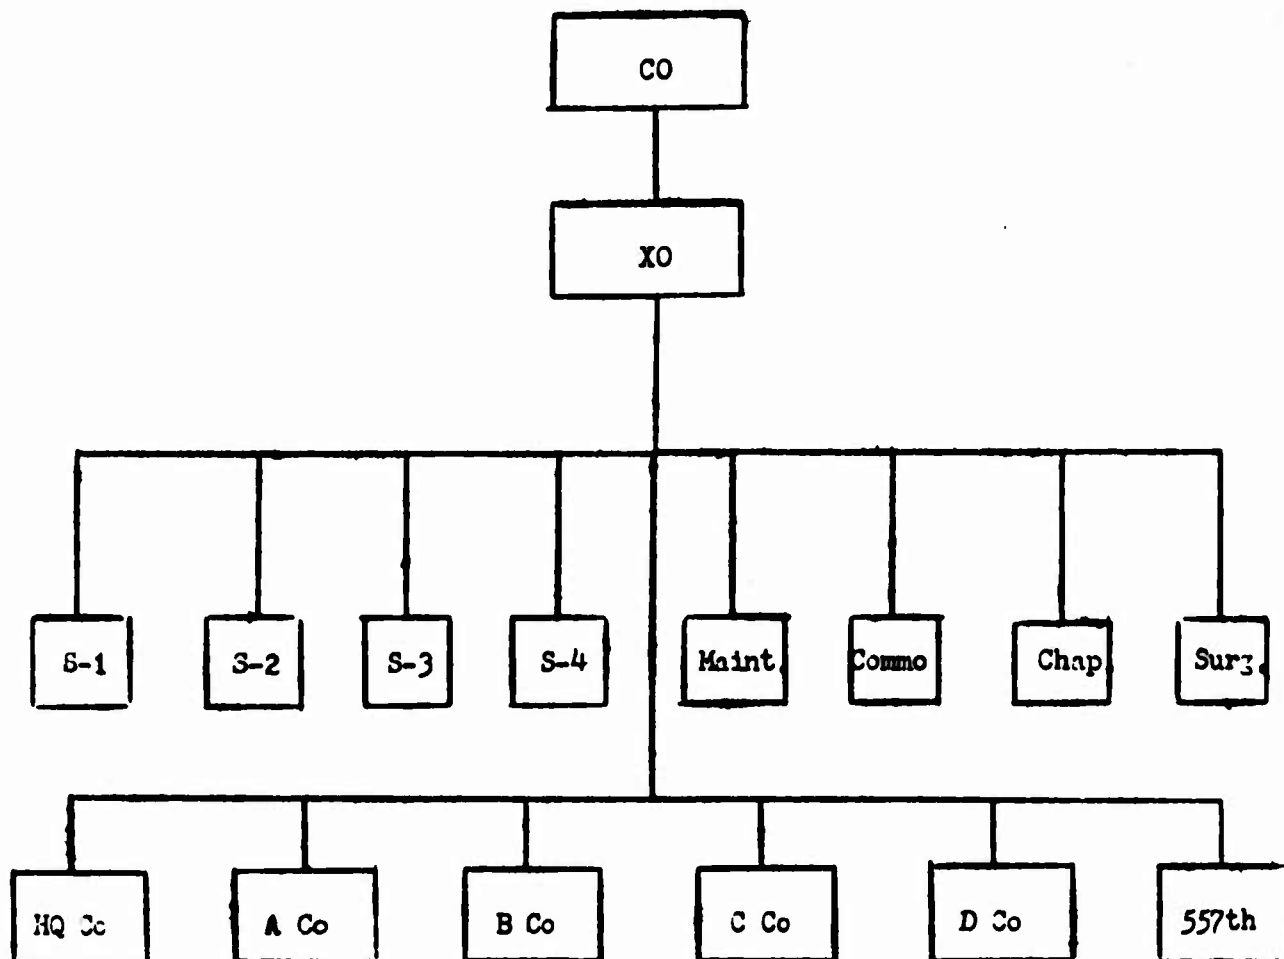 CO
XO
S-1
S-2
S-3
S-4
Maint.
Commo
Chap.
Surg.
HQ Co
A Co
B Co
C Co
D Co
557th